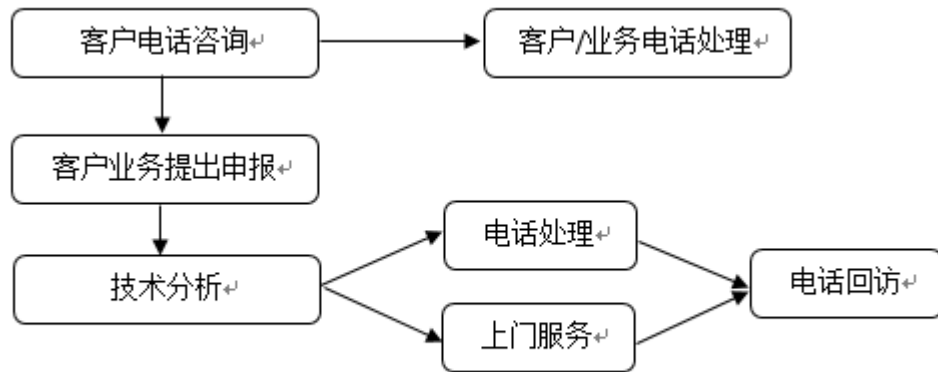 客户电话咨询
客户/业务电话处理
客户业务提出申报
电话处理
技术分析
电话回访
上门服务